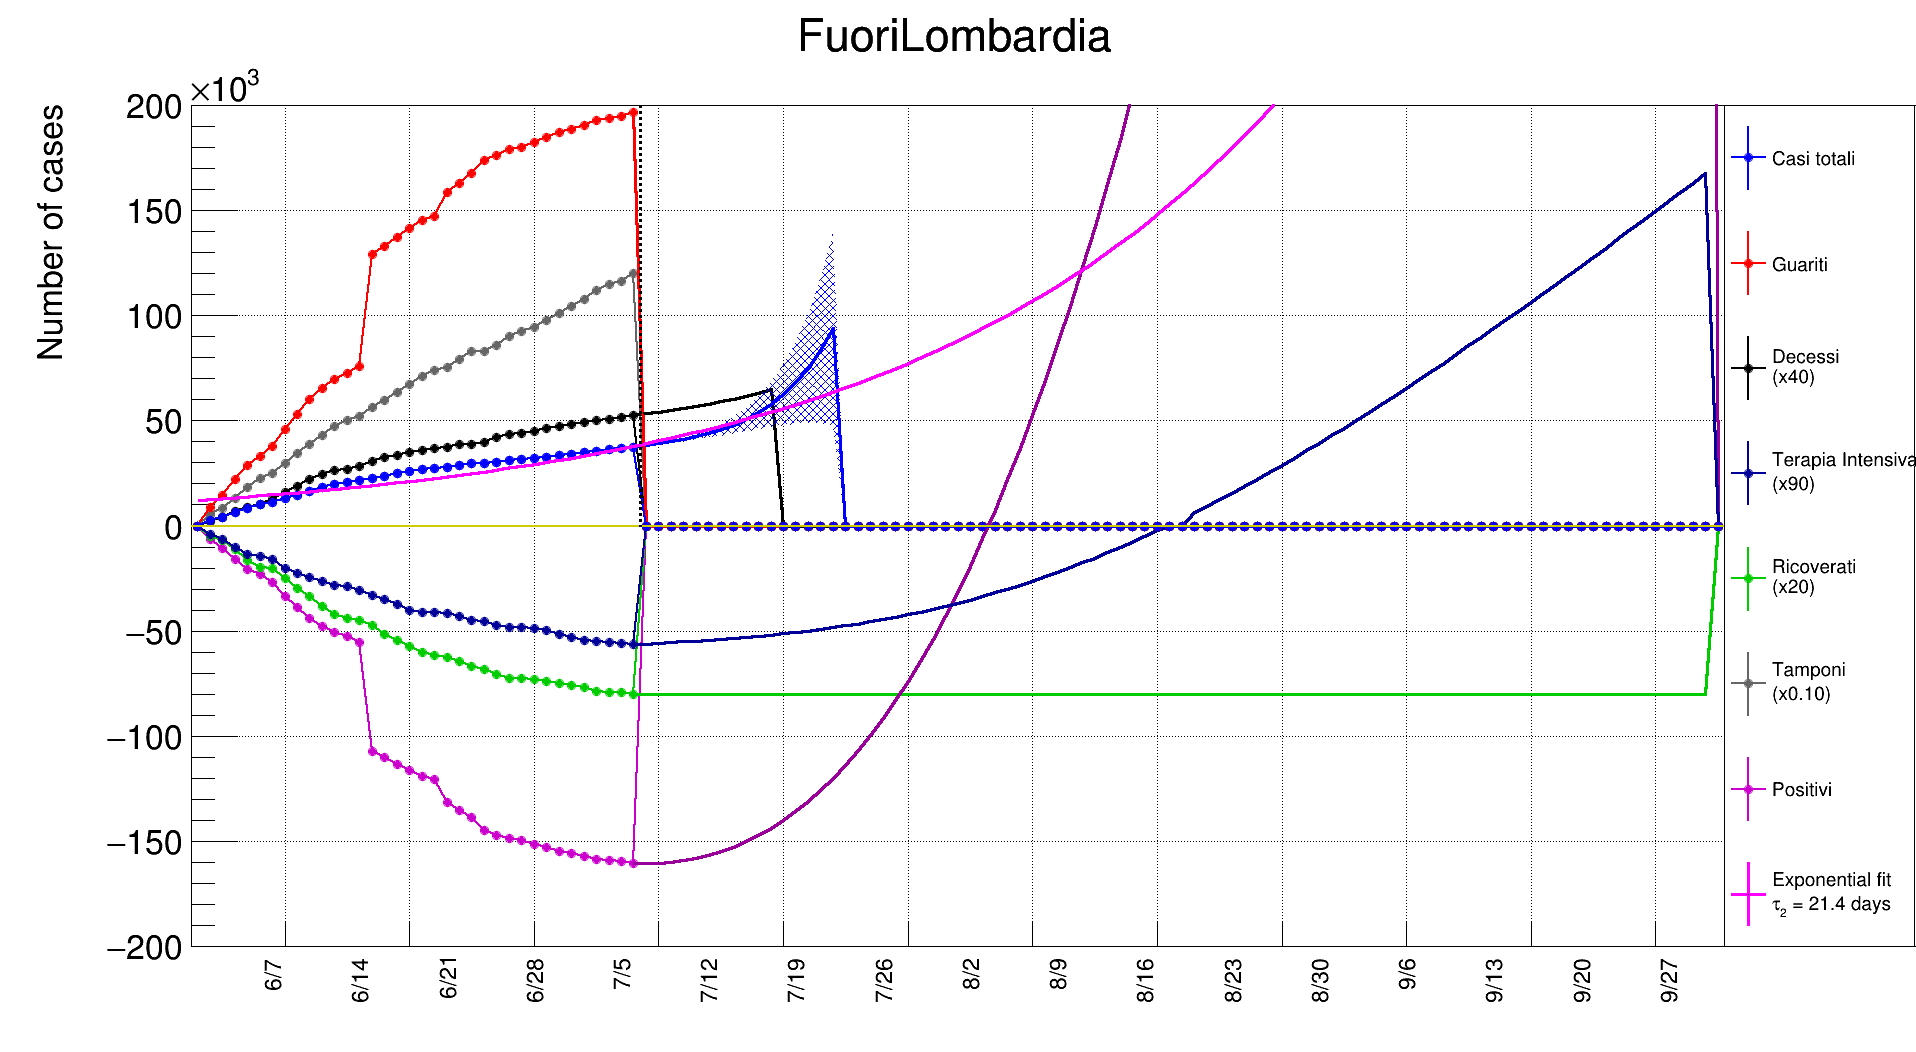 FuoriLombardia
×10³
Number of cases
200
150
100
50
0
−50
−100
−150
−200
6/7
6/14
6/21
6/28
7/5
7/12
7/19
7/26
8/2
8/9
8/16
8/23
8/30
9/6
9/13
9/20
9/27
Casi totali
Guariti
Decessi
(x40)
Terapia Intensiva
(x90)
Ricoverati
(x20)
Tamponi
(x0.10)
Positivi
Exponential fit
τ₂ = 21.4 days